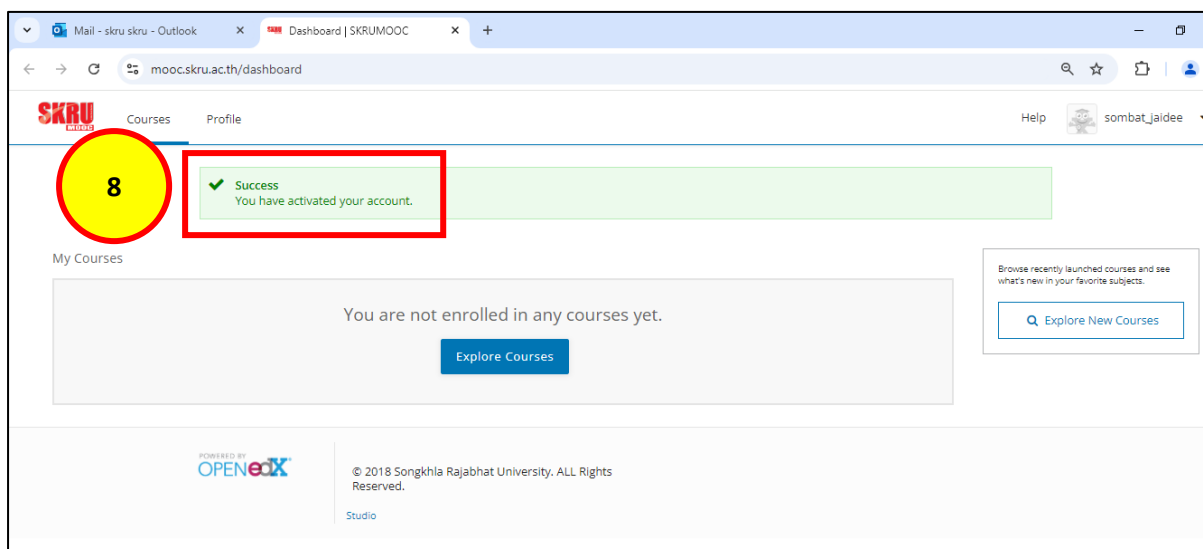 Mail - skru skru - Outlook
Dashboard | SKRUMOOC
mooc.skru.ac.th/dashboard
SKRU
MOOC
Courses
Profile
Help
sombat_jaidee
8
Success
You have activated your account.
My Courses
You are not enrolled in any courses yet.
Explore Courses
Browse recently launched courses and see
what's new in your favorite subjects.
Explore New Courses
POWERED BY
OPENedX
© 2018 Songkhla Rajabhat University. ALL Rights
Reserved.
Studio